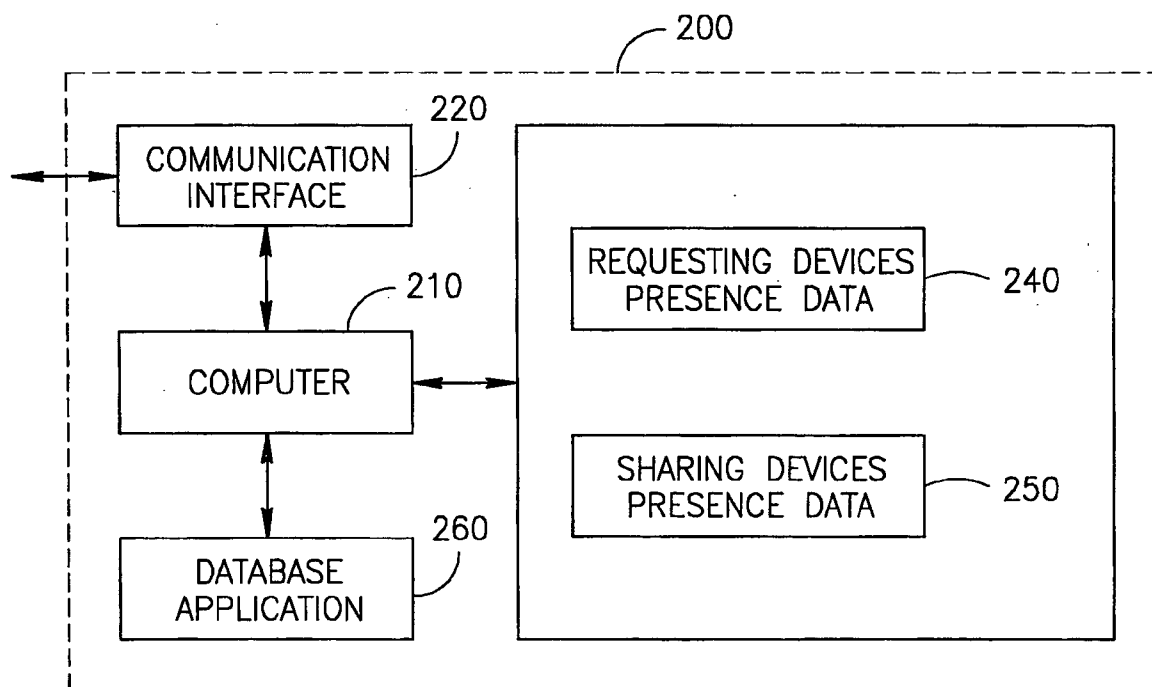 200
220
COMMUNICATION
INTERFACE
210
COMPUTER
260
DATABASE
APPLICATION
REQUESTING DEVICES
PRESENCE DATA
240
SHARING DEVICES
PRESENCE DATA
250